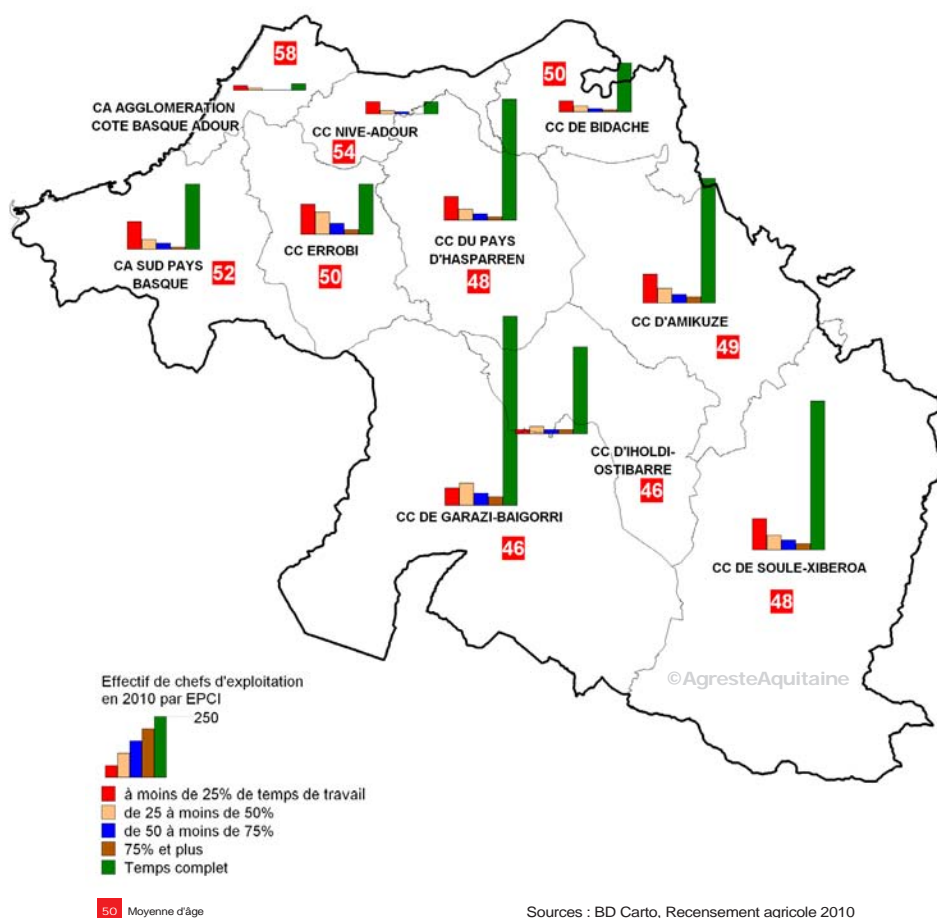 58
CA AGGLOMERATION
COTE BASQUE ADOUR
CC NIVE-ADOUR
54
50
CC DE BIDACHE
CA SUD PAYS
BASQUE
52
CC ERROBI
50
CC DU PAYS
D'HASPARREN
48
CC D'AMIKUZE
49
CC D'IHOLDI-
OSTIBARRE
46
CC DE GARAZI-BAIGORRI
46
CC DE SOULE-XIBEROA
48
©AgresteAquitaine
Effectif de chefs d'exploitation
en 2010 par EPCI
250
à moins de 25% de temps de travail
de 25 à moins de 50%
de 50 à moins de 75%
75% et plus
Temps complet
50 Moyenne d'âge
Sources : BD Carto, Recensement agricole 2010